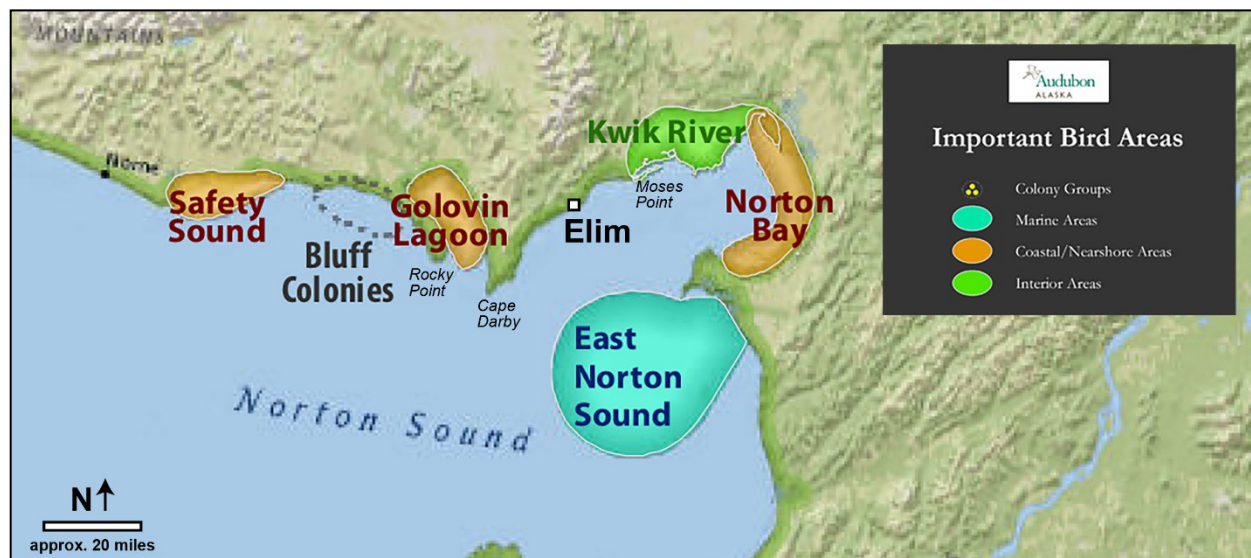 MOUNTAINS
Nome
Safety
Sound
Bluff
Colonies
Golovin
Lagoon
Rocky
Point
Cape
Darby
Elim
Kwik River
Moses
Point
Norton
Bay
East
Norton
Sound
Norton Sound
N
approx. 20 miles
Audubon
ALASKA
Important Bird Areas
Colony Groups
Marine Areas
Coastal/Nearshore Areas
Interior Areas